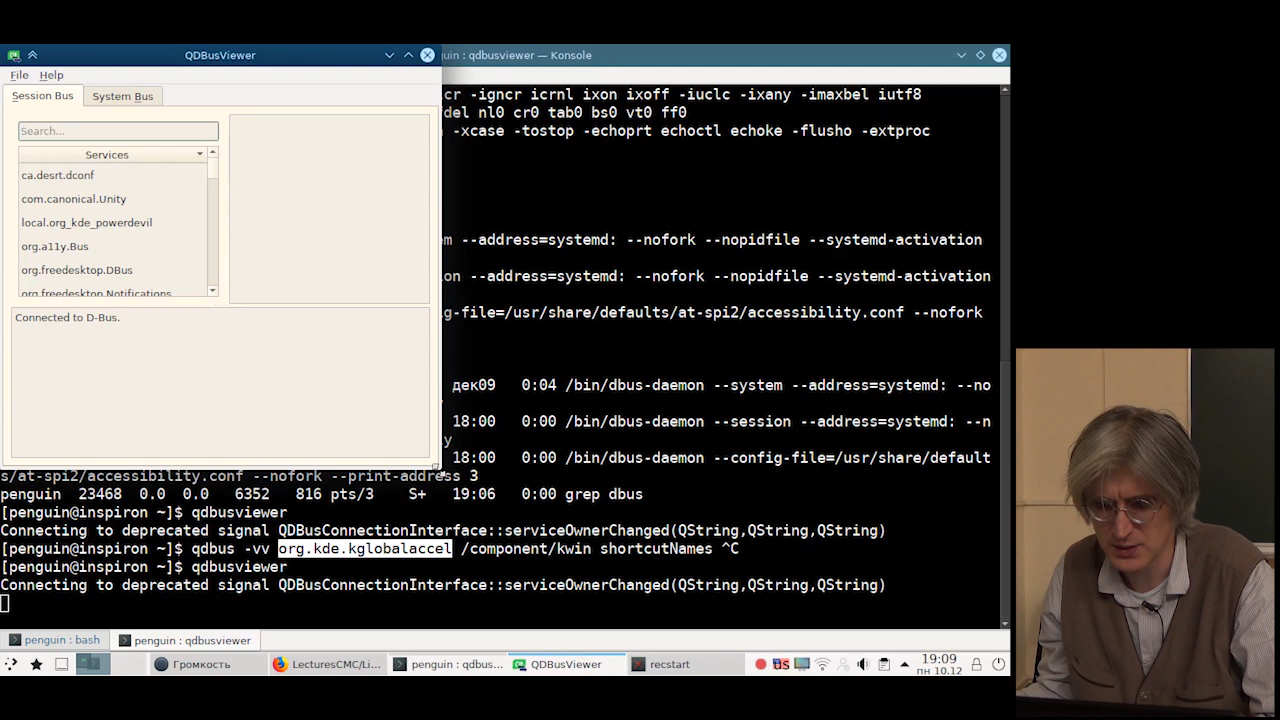 QDBusViewer
File Help
Session Bus System Bus
Search...
Services
ca.desrt.dconf
com.canonical.Unity
local.org_kde_powerdevil
org.a11y.Bus
org.freedesktop.DBus
org.freedesktop.Notifications
Connected to D-Bus.
guin : qdbusviewer — Konsole
cr -igncr icrnl ixon ixoff -iuclc -ixany -imaxbel iutf8
del nl0 cr0 tab0 bs0 vt0 ff0
-xcase -tostop -echoprt echoctl echoke -flusho -extproc
m --address=systemd: --nofork --nopidfile --systemd-activation
on --address=systemd: --nofork --nopidfile --systemd-activation
g-file=/usr/share/defaults/at-spi2/accessibility.conf --nofork
дек09 0:04 /bin/dbus-daemon --system --address=systemd: --no
18:00 0:00 /bin/dbus-daemon --session --address=systemd: --n
y
18:00 0:00 /bin/dbus-daemon --config-file=/usr/share/default
s/at-spi2/accessibility.conf --nofork --print-address 3
penguin 23468 0.0 0.0 6352 816 pts/3 S+ 19:06 0:00 grep dbus
[penguin@inspiron ~]$ qdbusviewer
Connecting to deprecated signal QDBusConnectionInterface::serviceOwnerChanged(QString,QString,QString)
[penguin@inspiron ~]$ qdbus -vv org.kde.kglobalaccel /component/kwin shortcutNames ^C
[penguin@inspiron ~]$ qdbusviewer
Connecting to deprecated signal QDBusConnectionInterface::serviceOwnerChanged(QString,QString,QString)
penguin : bash penguin : qdbusviewer
Громкость LecturesCMC/Li... penguin : qdbus... QDBusViewer recstart US 19:09
пн 10.12